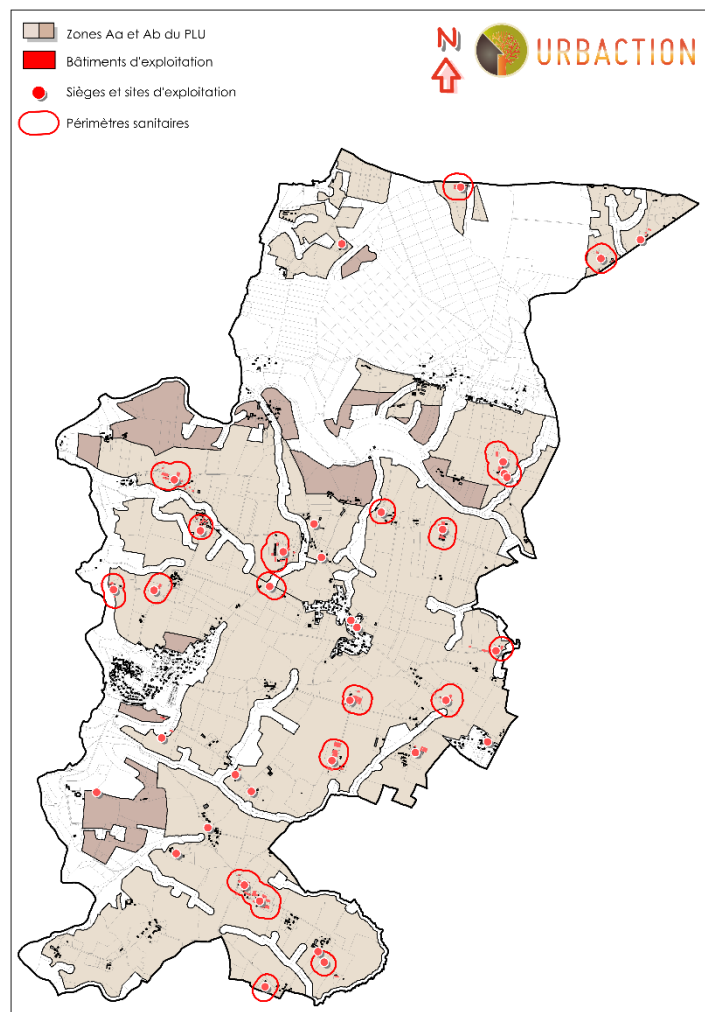 Zones Aa et Ab du PLU
Bâtiments d'exploitation
Sièges et sites d'exploitation
Périmètres sanitaires
N
URBACTION